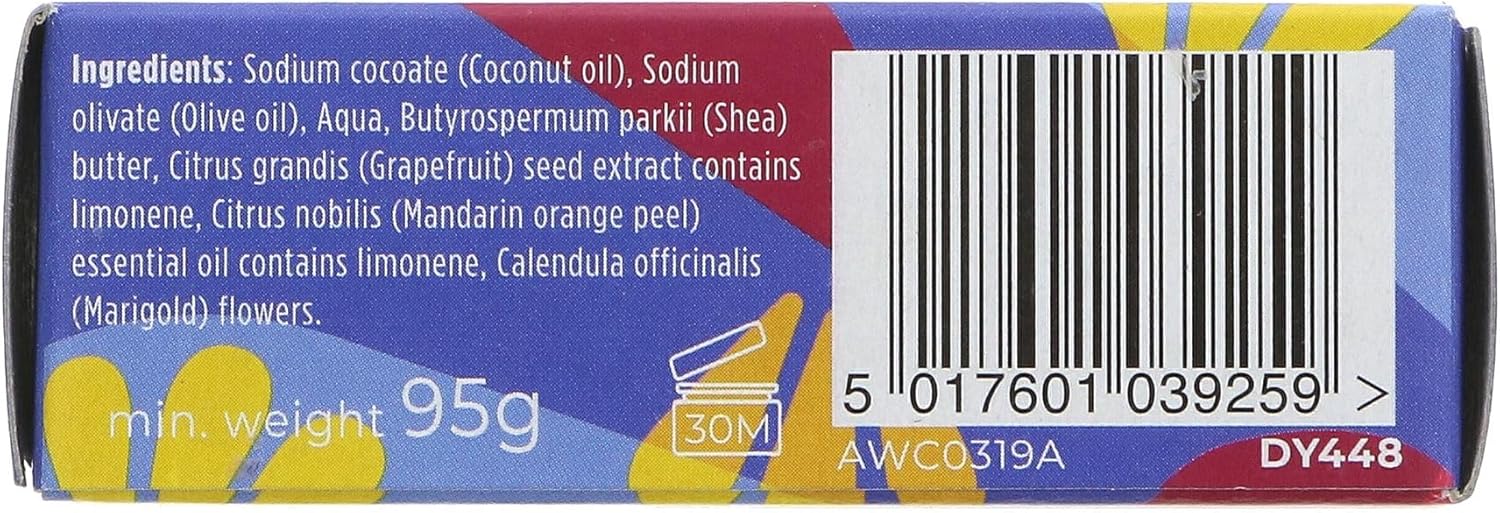 Ingredients: Sodium cocoate (Coconut oil), Sodium
olivate (Olive oil), Aqua, Butyrospermum parkii (Shea)
butter, Citrus grandis (Grapefruit) seed extract contains
limonene, Citrus nobilis (Mandarin orange peel)
essential oil contains limonene, Calendula officinalis
(Marigold) flowers.
min. weight 95g
30M
5 017601 039259 >
AWC0319A
DY448